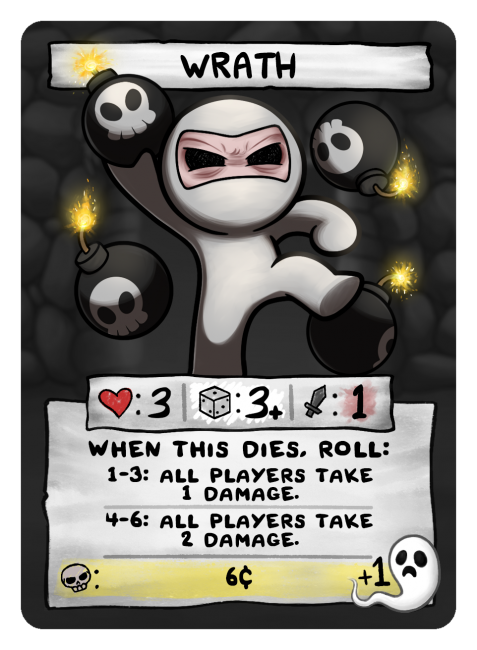 WRATH
:3 :3+ :1
WHEN THIS DIES, ROLL:
1-3: ALL PLAYERS TAKE
1 DAMAGE.
4-6: ALL PLAYERS TAKE
2 DAMAGE.
: 6¢ +1